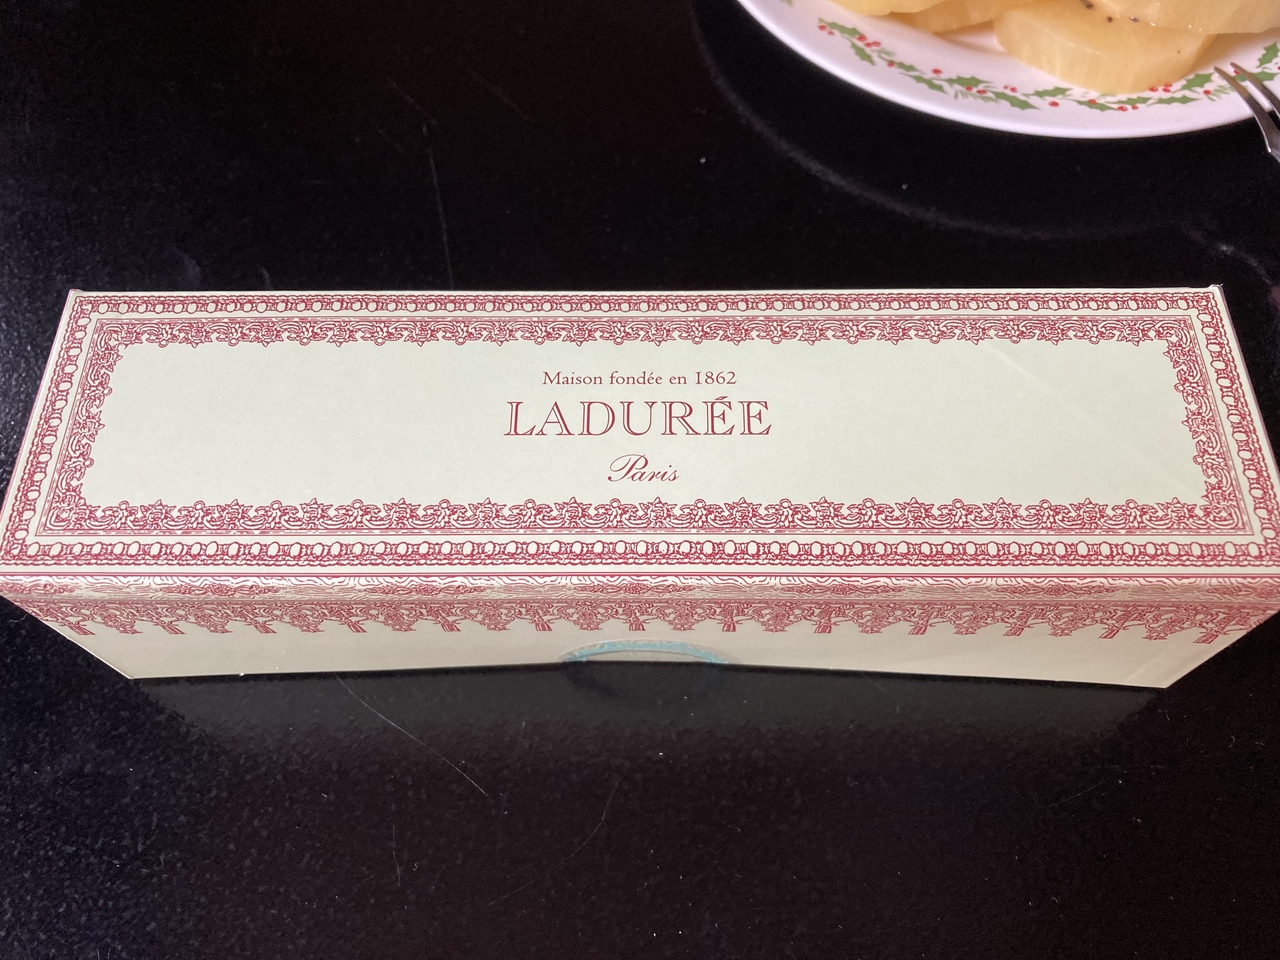 Maison fondée en 1862
LADURÉE
Paris